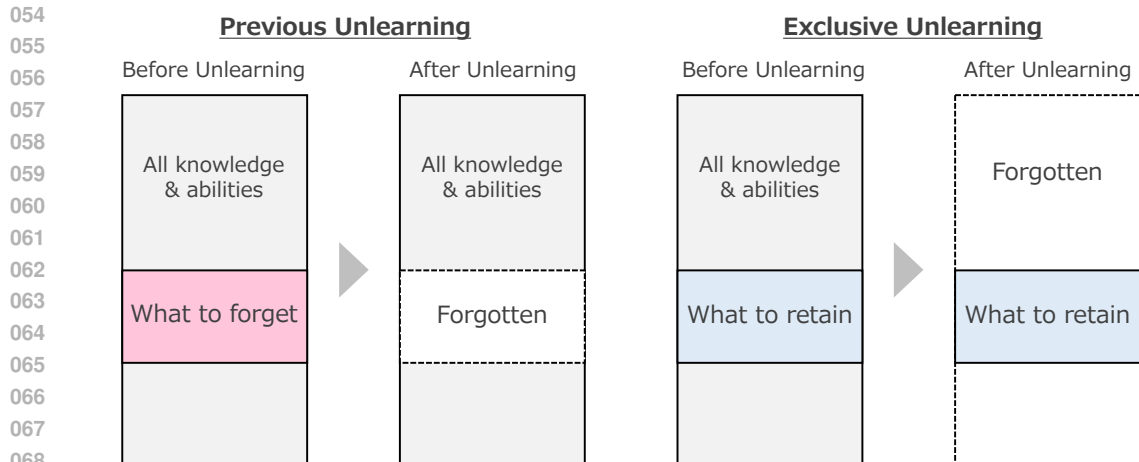 054
055
056
057
058
059
060
061
062
063
064
065
066
067
068
Previous Unlearning
Before Unlearning
After Unlearning
All knowledge
& abilities
What to forget
All knowledge
& abilities
Forgotten
Exclusive Unlearning
Before Unlearning
After Unlearning
All knowledge
& abilities
What to retain
Forgotten
What to retain